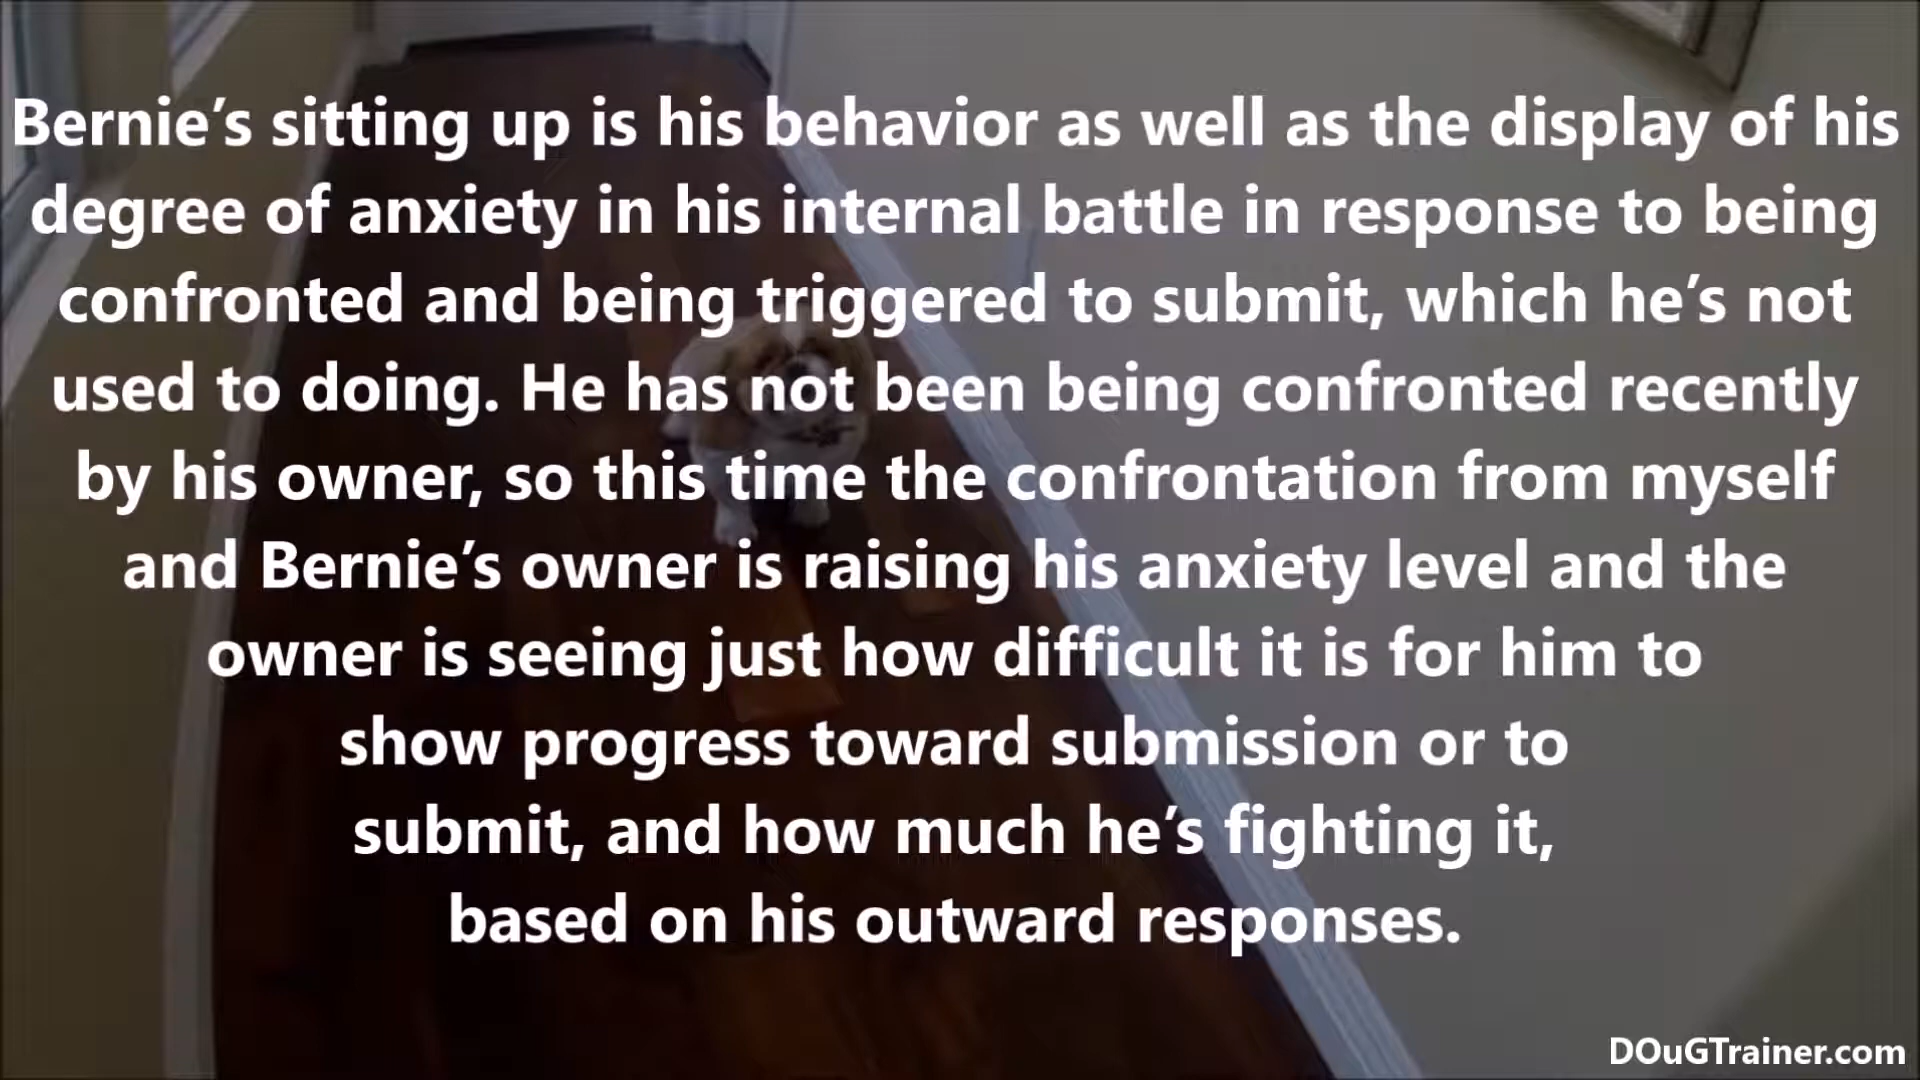 Bernie’s sitting up is his behavior as well as the display of his
degree of anxiety in his internal battle in response to being
confronted and being triggered to submit, which he’s not
used to doing. He has not been being confronted recently
by his owner, so this time the confrontation from myself
and Bernie’s owner is raising his anxiety level and the
owner is seeing just how difficult it is for him to
show progress toward submission or to
submit, and how much he’s fighting it,
based on his outward responses.
DOuGTrainer.com